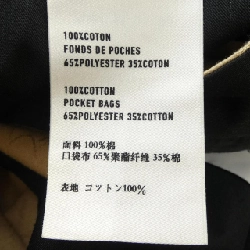 100%COTON
FONDS DE POCHES
65%POLYESTER 35%COTON
100%COTTON
POCKET BAGS
65%POLYESTER 35%COTTON
面料 100%棉
口袋布 65%聚酯纤维 35%棉
表地 コットン100%